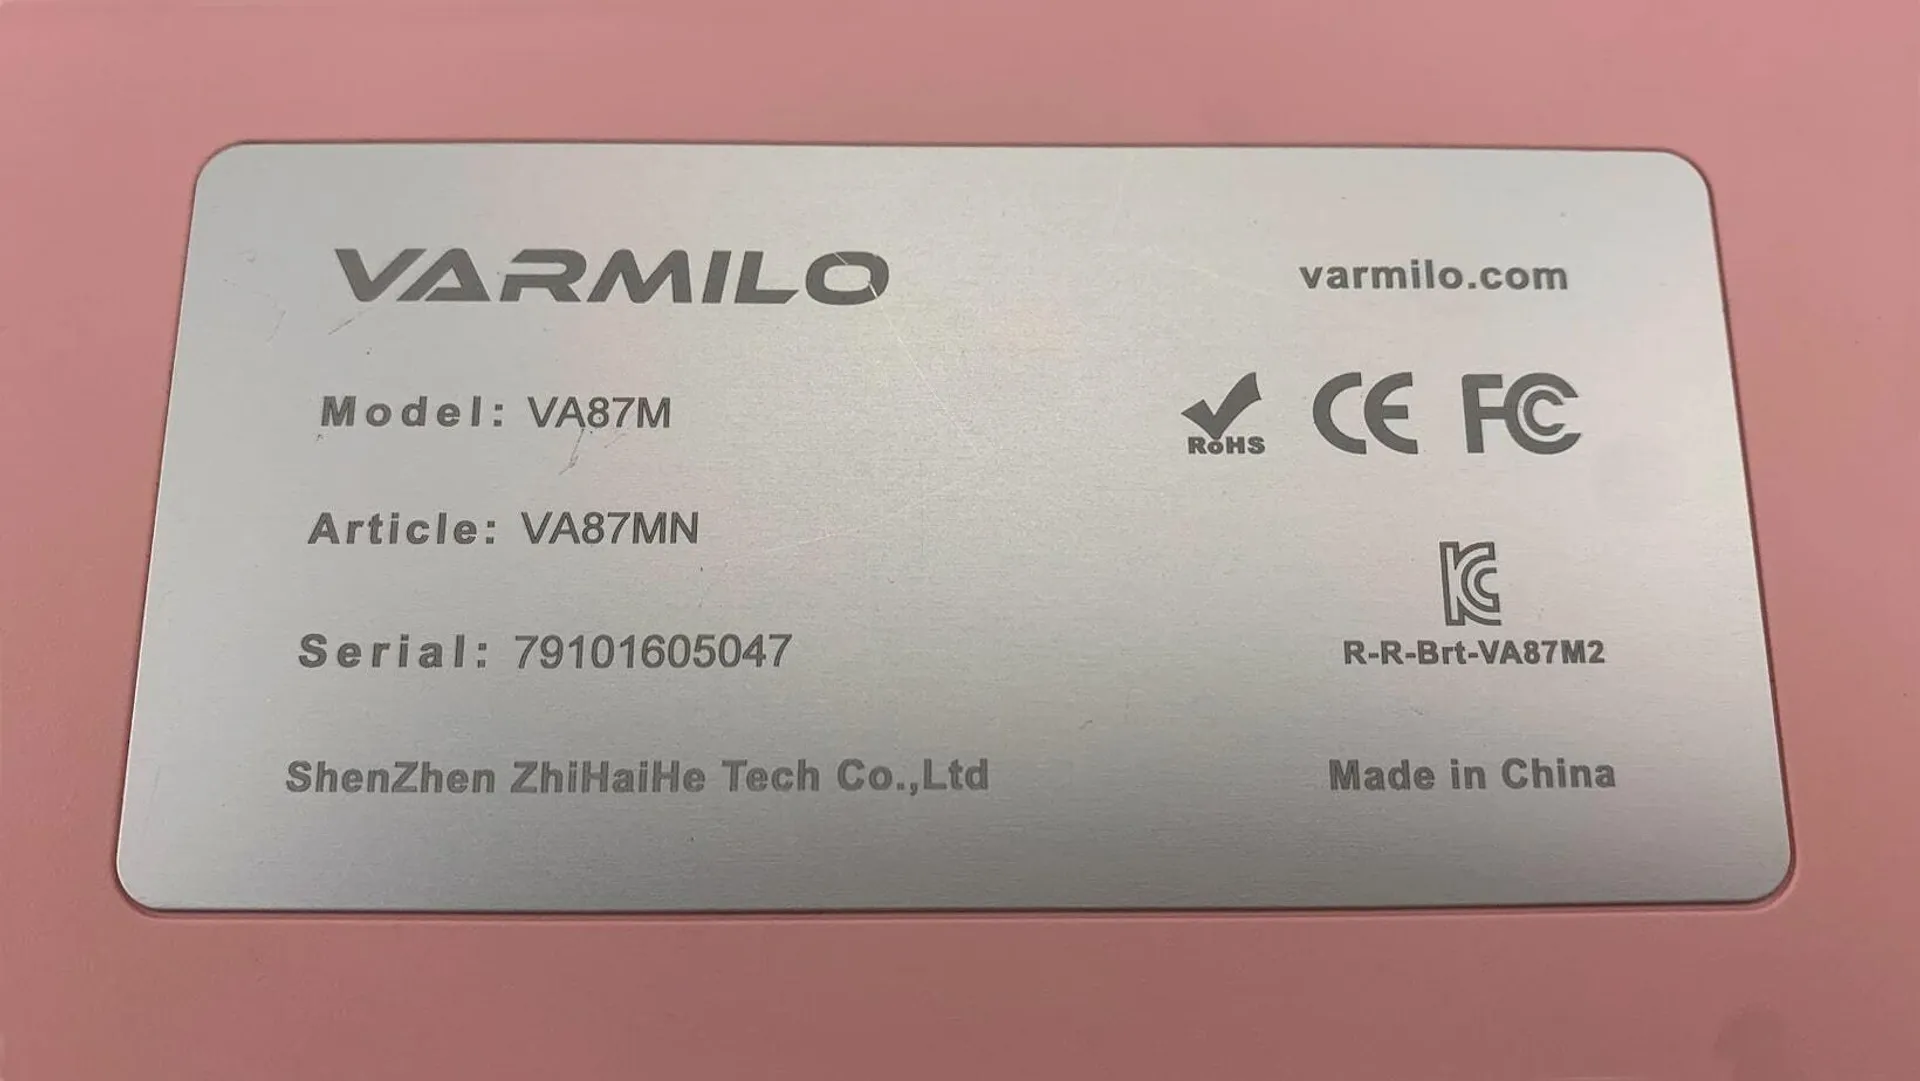 VARMILO
varmilo.com
Model: VA87M
RoHS CE FC
Article: VA87MN
KC
Serial: 79101605047
R-R-Brt-VA87M2
ShenZhen ZhiHaiHe Tech Co.,Ltd
Made in China